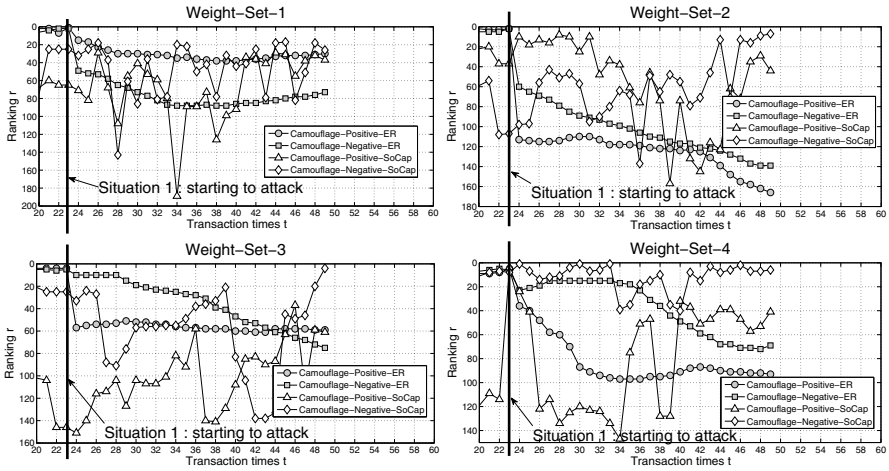 Weight-Set-1
0
20
40
60
80
100
120
140
160
180
200
Ranking r
Camouflage-Positive-ER
Camouflage-Negative-ER
Camouflage-Positive-SoCap
Camouflage-Negative-SoCap
Situation 1 : starting to attack
20 22 24 26 28 30 32 34 36 38 40 42 44 46 48 50 52 54 56 58 60
Transaction times t
Weight-Set-2
0
20
40
60
80
100
120
140
160
180
Ranking r
Camouflage-Positive-ER
Camouflage-Negative-ER
Camouflage-Positive-SoCap
Camouflage-Negative-SoCap
Situation 1 : starting to attack
20 22 24 26 28 30 32 34 36 38 40 42 44 46 48 50 52 54 56 58 60
Transaction times t
Weight-Set-3
0
20
40
60
80
100
120
140
160
Ranking r
Camouflage-Positive-ER
Camouflage-Negative-ER
Camouflage-Positive-SoCap
Camouflage-Negative-SoCap
Situation 1 : starting to attack
20 22 24 26 28 30 32 34 36 38 40 42 44 46 48 50 52 54 56 58 60
Transaction times t
Weight-Set-4
0
20
40
60
80
100
120
140
150
Ranking r
Camouflage-Positive-ER
Camouflage-Negative-ER
Camouflage-Positive-SoCap
Camouflage-Negative-SoCap
Situation 1 : starting to attack
20 22 24 26 28 30 32 34 36 38 40 42 44 46 48 50 52 54 56 58 60
Transaction times t